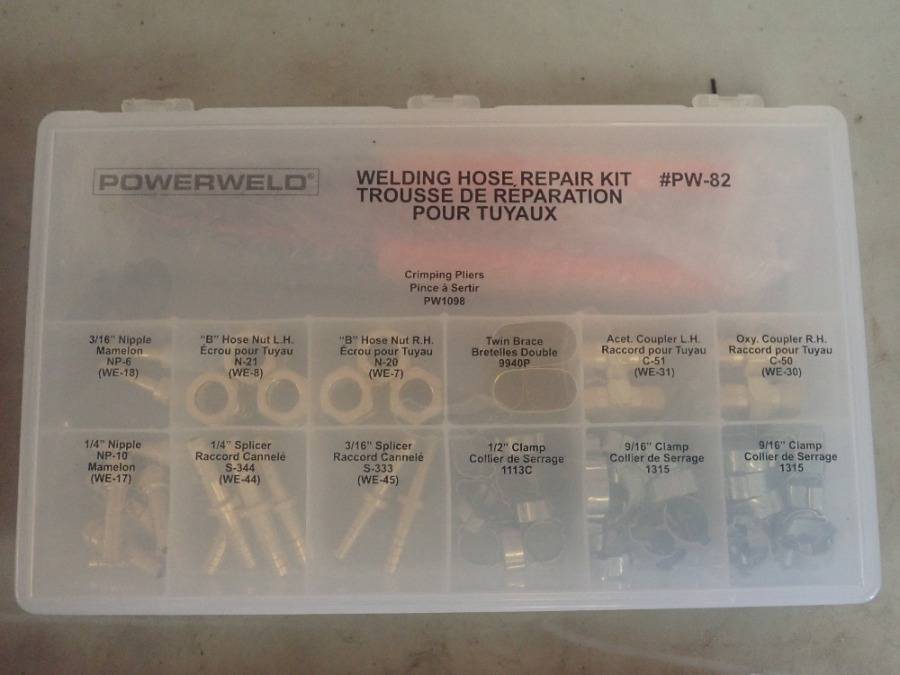 POWERWELD®
WELDING HOSE REPAIR KIT #PW-82
TROUSSE DE RÉPARATION
POUR TUYAUX
Crimping Pliers
Pince à Sertir
PW1098
3/16" Nipple
Mamelon
NP-6
(WE-18)
"B" Hose Nut L.H.
Écrou pour Tuyau
N-21
(WE-8)
"B" Hose Nut R.H.
Écrou pour Tuyau
N-20
(WE-7)
Twin Brace
Bretelles Double
9940P
Acet. Coupler L.H.
Raccord pour Tuyau
C-51
(WE-31)
Oxy. Coupler R.H.
Raccord pour Tuyau
C-50
(WE-30)
1/4" Nipple
NP-10
Mamelon
(WE-17)
1/4" Splicer
Raccord Cannelé
S-344
(WE-44)
3/16" Splicer
Raccord Cannelé
S-333
(WE-45)
1/2" Clamp
Collier de Serrage
1113C
9/16" Clamp
Collier de Serrage
1315
9/16" Clamp
Collier de Serrage
1315